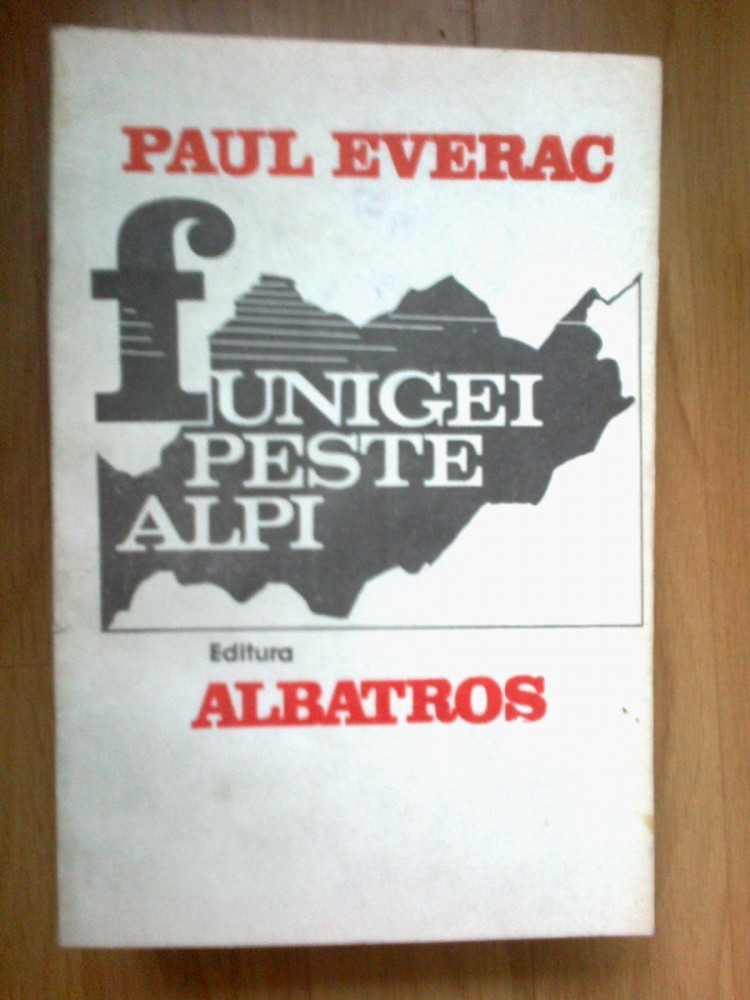 PAUL EVERAC
fUNIGEI
PESTE
ALPI
Editura
ALBATROS